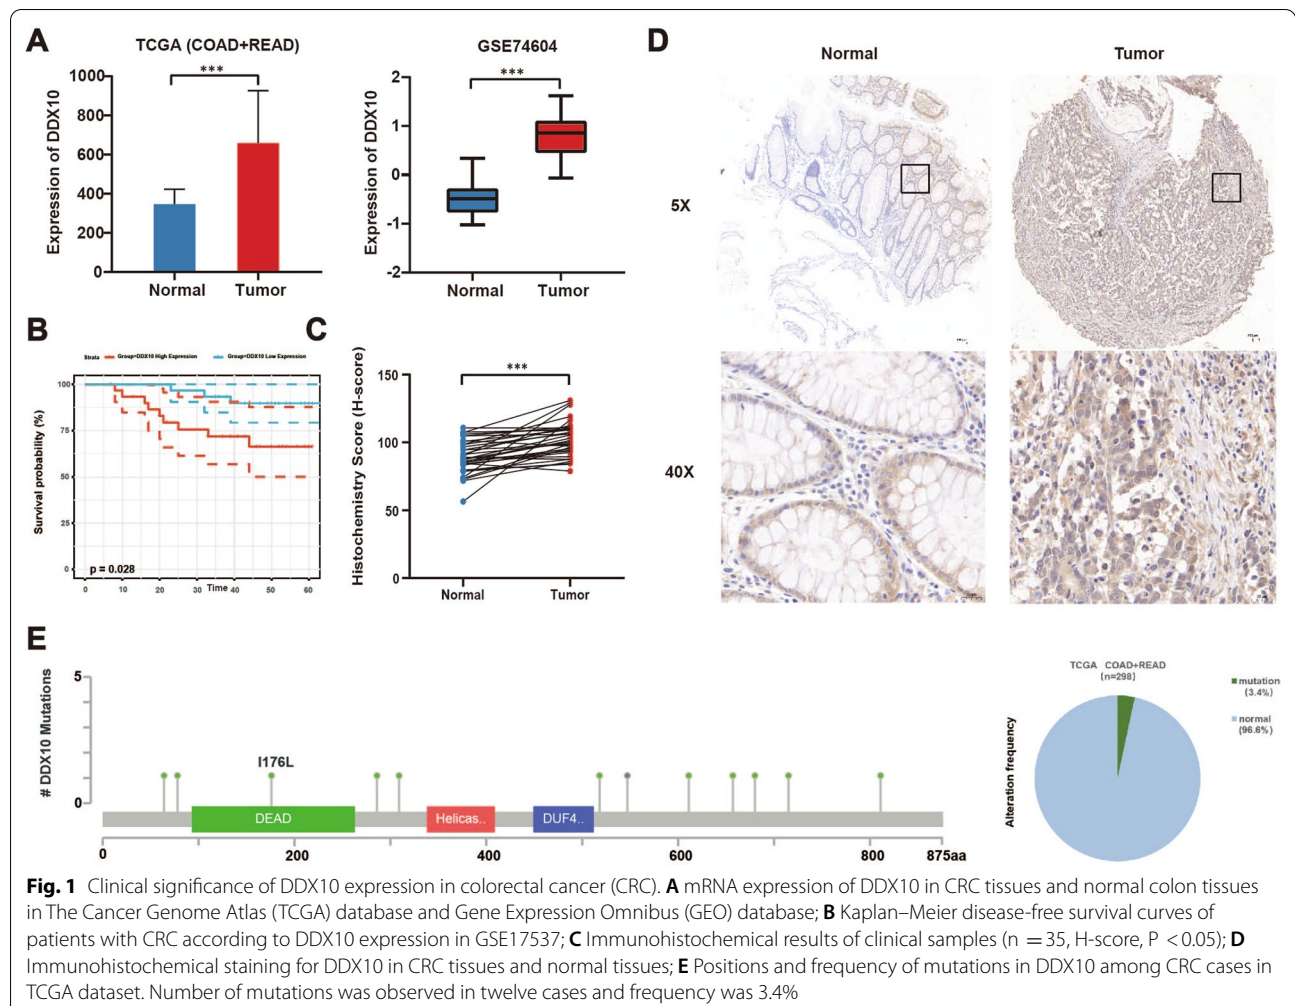 A
TCGA (COAD+READ)
***
Expression of DDX10
1000
800
600
400
200
0
Normal Tumor
GSE74604
***
Expression of DDX10
2
1
0
-1
-2
Normal Tumor
B
Strata Group=DDX10 High Expression Group=DDX10 Low Expression
Survival probability (%)
100
75
50
25
0
p = 0.028
0 10 20 30 40 50 60
Time
C
***
Histochemistry Score (H-score)
150
100
50
0
Normal Tumor
D
Normal Tumor
5X
40X
E
# DDX10 Mutations
5
0
I176L
DEAD
Helicas..
DUF4..
0 200 400 600 800 875aa
TCGA COAD+READ
(n=298)
Alteration frequency
mutation
(3.4%)
normal
(96.6%)
Fig. 1 Clinical significance of DDX10 expression in colorectal cancer (CRC). A mRNA expression of DDX10 in CRC tissues and normal colon tissues
in The Cancer Genome Atlas (TCGA) database and Gene Expression Omnibus (GEO) database; B Kaplan–Meier disease-free survival curves of
patients with CRC according to DDX10 expression in GSE17537; C Immunohistochemical results of clinical samples (n = 35, H-score, P < 0.05); D
Immunohistochemical staining for DDX10 in CRC tissues and normal tissues; E Positions and frequency of mutations in DDX10 among CRC cases in
TCGA dataset. Number of mutations was observed in twelve cases and frequency was 3.4%